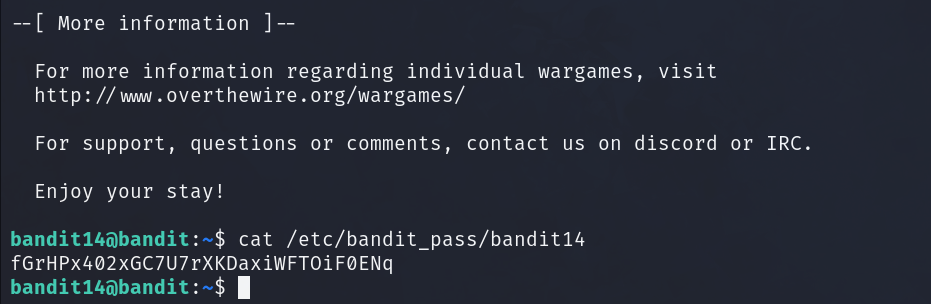 --[ More information ]--
For more information regarding individual wargames, visit
http://www.overthewire.org/wargames/
For support, questions or comments, contact us on discord or IRC.
Enjoy your stay!
bandit14@bandit:~$ cat /etc/bandit_pass/bandit14
fGrHPx402xGC7U7rXKDaxiWFTOiF0ENq
bandit14@bandit:~$